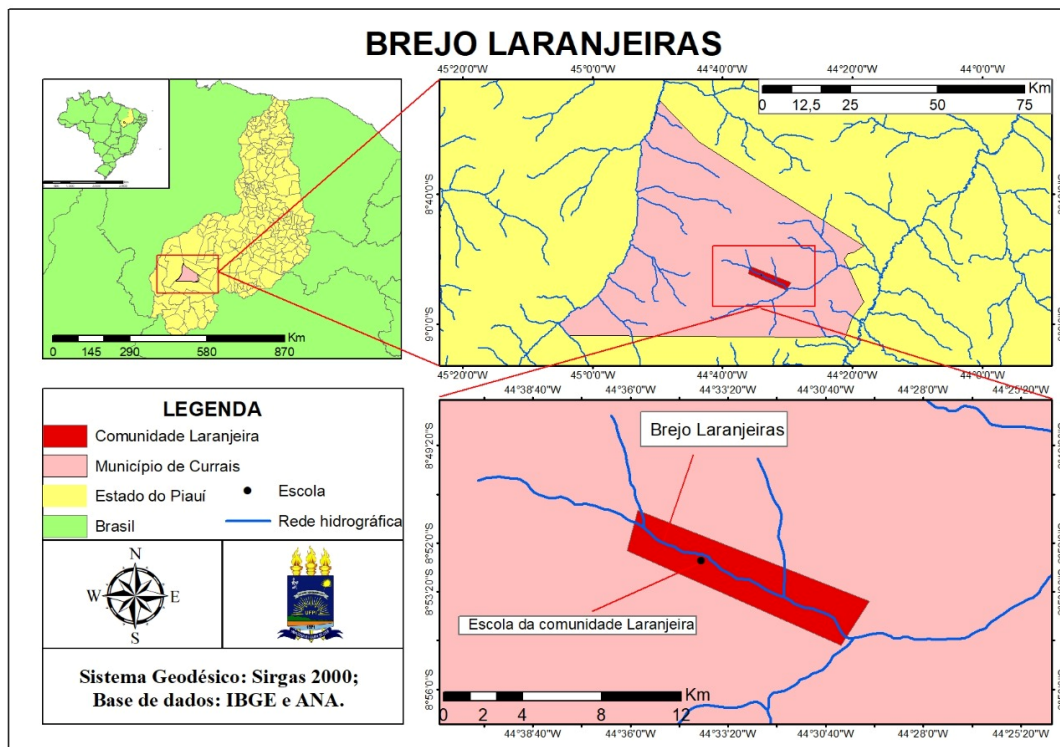 BREJO LARANJEIRAS
45°20'0"W 45°0'0"W 44°40'0"W 44°20'0"W 44°0'0"W
Km
0 12,5 25 50 75
8°40'0"S
9°0'0"S
45°20'0"W 45°0'0"W 44°40'0"W 44°20'0"W 44°0'0"W
Km
0 145 290 580 870
LEGENDA
Comunidade Laranjeira
Município de Currais
Estado do Piauí
Escola
Brasil
Rede hidrográfica
N
W E
S
UFPI
Sistema Geodésico: Sirgas 2000;
Base de dados: IBGE e ANA.
44°38'40"W 44°36'0"W 44°33'20"W 44°30'40"W 44°28'0"W 44°25'20"W
8°49'20"S
Brejo Laranjeiras
8°52'0"S
8°53'20"S
Escola da comunidade Laranjeira
8°56'0"S
Km
0 2 4 8 12
44°38'40"W 44°36'0"W 44°33'20"W 44°30'40"W 44°28'0"W 44°25'20"W